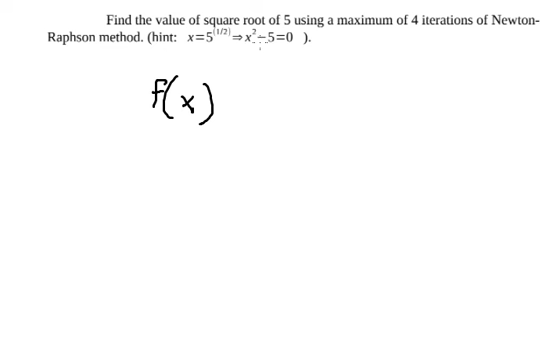 Find the value of square root of 5 using a maximum of 4 iterations of Newton-
Raphson method. (hint: x=5^(1/2)⇒x²−5=0 ).
f(x)